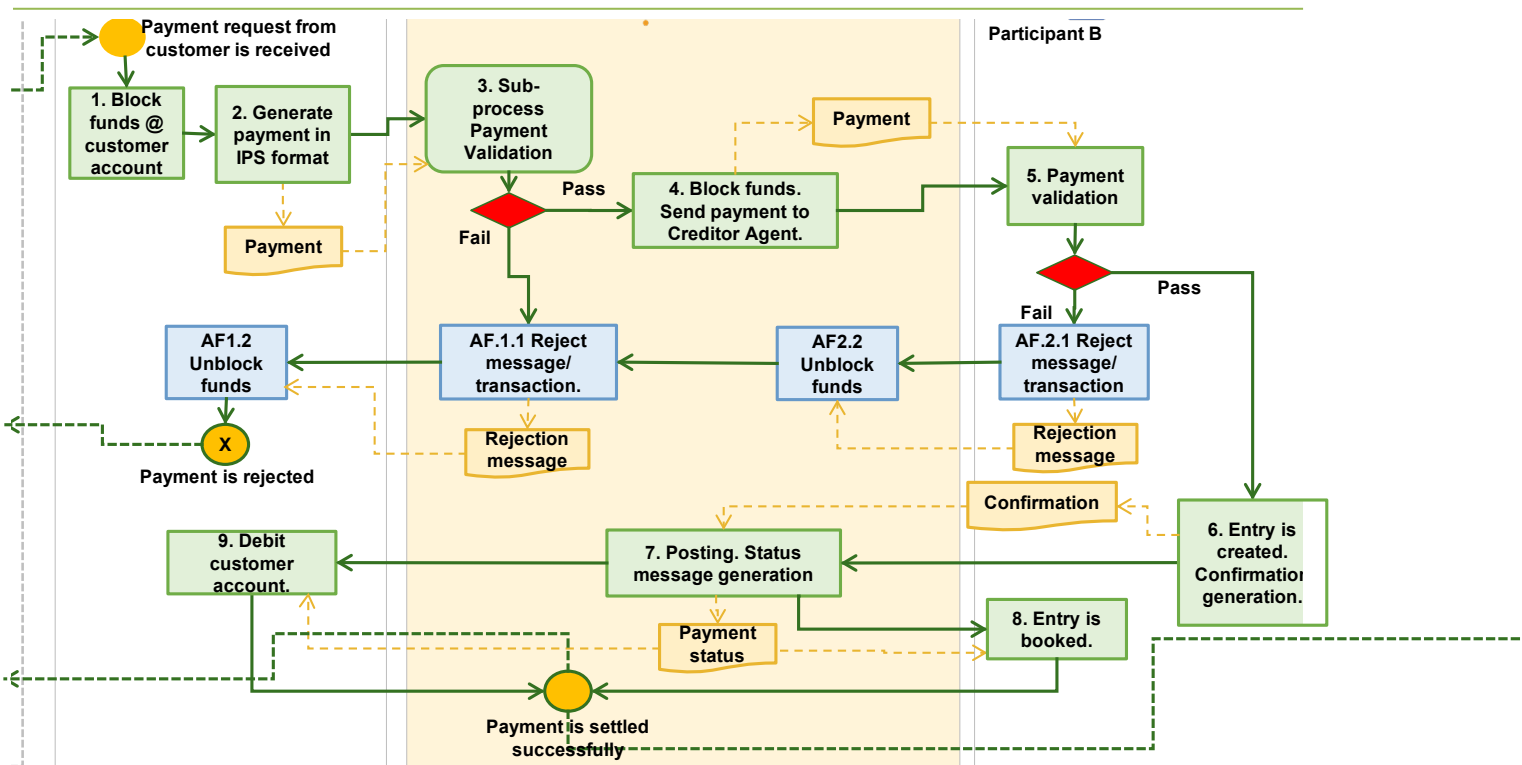 Payment request from
customer is received
Participant B
1. Block
funds @
customer
account
2. Generate
payment in
IPS format
3. Sub-
process
Payment
Validation
Payment
Pass
Fail
4. Block funds.
Send payment to
Creditor Agent.
5. Payment
validation
Payment
Pass
Fail
AF1.2
Unblock
funds
AF.1.1 Reject
message/
transaction.
AF2.2
Unblock
funds
AF.2.1 Reject
message/
transaction
X
Payment is rejected
Rejection
message
Rejection
message
Confirmation
6. Entry is
created.
Confirmation
generation.
7. Posting. Status
message generation
9. Debit
customer
account.
Payment
status
8. Entry is
booked.
Payment is settled
successfully